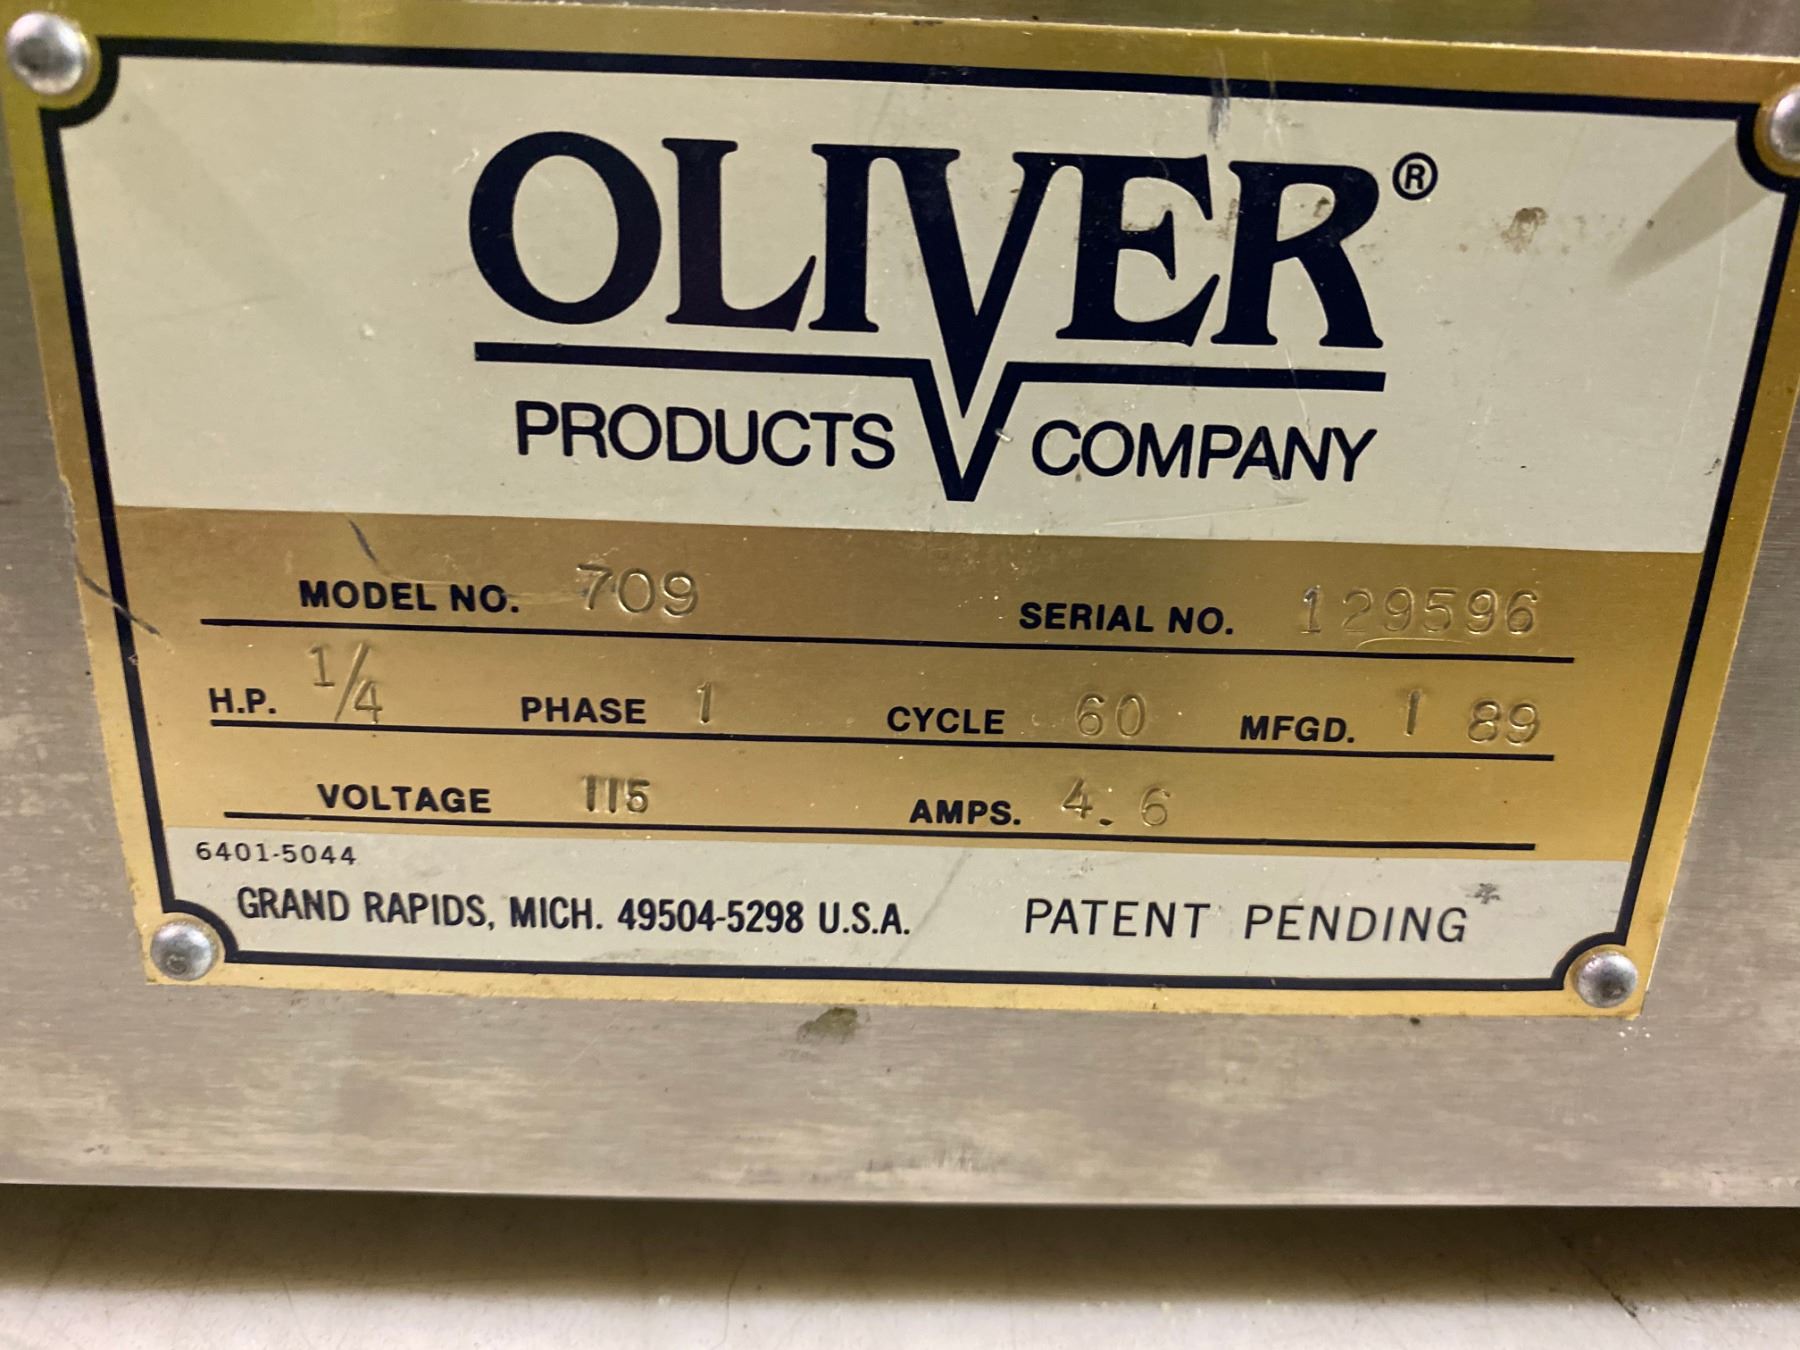 OLIVER®
PRODUCTS COMPANY
MODEL NO. 709 SERIAL NO. 129596
H.P. 1/4 PHASE 1 CYCLE 60 MFGD. 1 89
VOLTAGE 115 AMPS. 4.6
6401-5044
GRAND RAPIDS, MICH. 49504-5298 U.S.A. PATENT PENDING